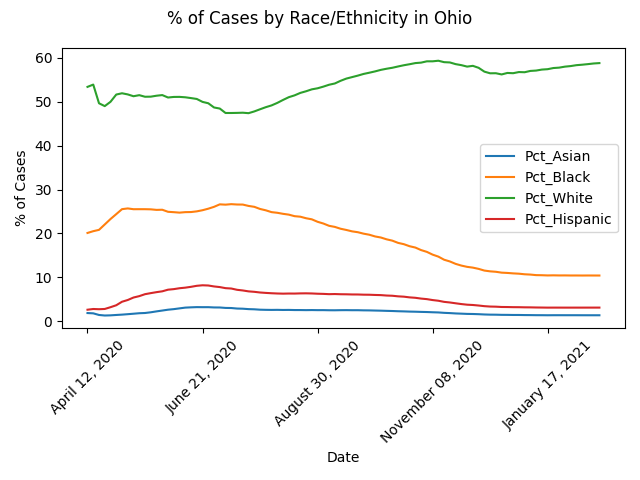 % of Cases by Race/Ethnicity in Ohio
60
50
40
30
20
10
0
% of Cases
Pct_Asian
Pct_Black
Pct_White
Pct_Hispanic
April 12, 2020
June 21, 2020
August 30, 2020
November 08, 2020
January 17, 2021
Date